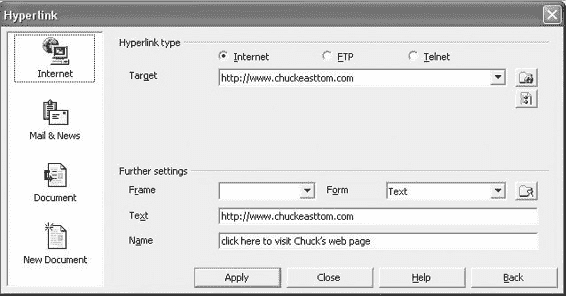 Hyperlink
Hyperlink type
Internet FTP Telnet
Target http://www.chuckeasttom.com
Internet
Mail & News
Document
New Document
Further settings
Frame Form Text
Text http://www.chuckeasttom.com
Name click here to visit Chuck's web page
Apply Close Help Back